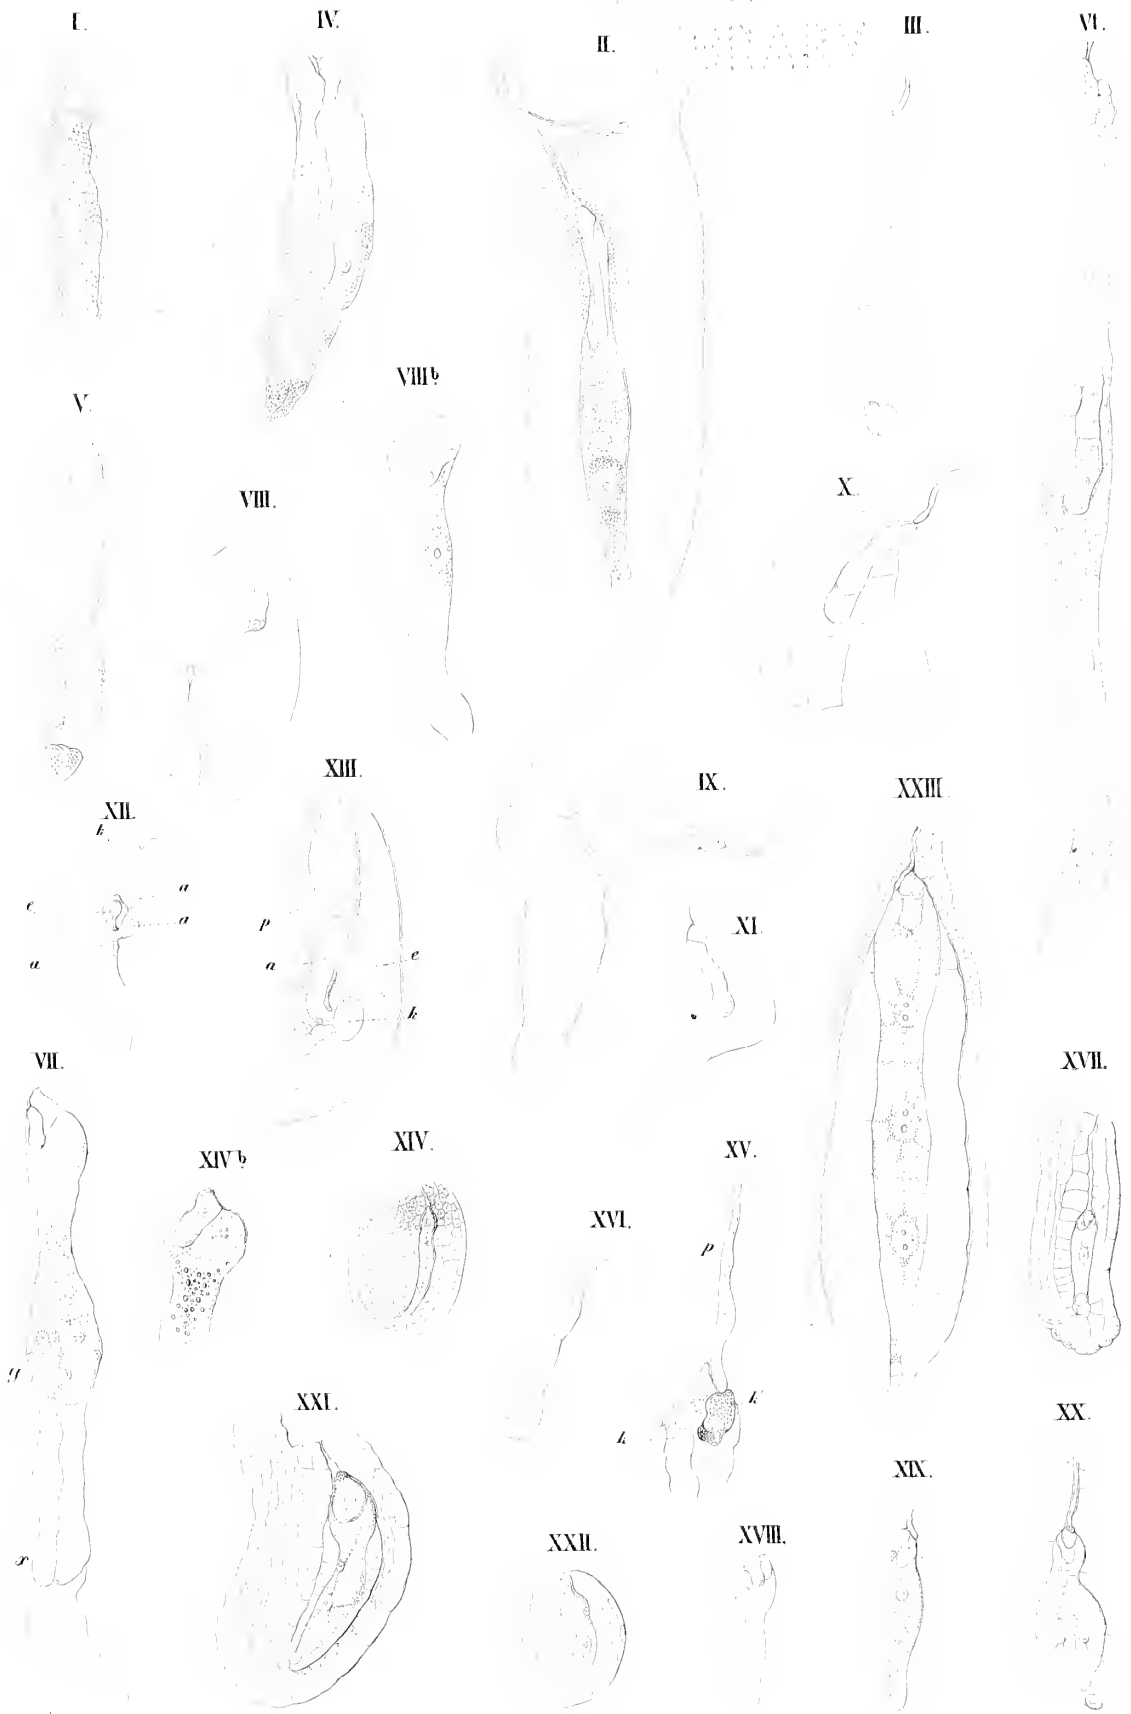 I. IV. II. III. VI.
VIII b.
V.
VIII. X.
XIII. IX. XXIII.
XII.
k
a
e a
p XI.
a a e
k
VII. XVII.
XIV b. XIV. XV.
XVI.
p
g
XXI. k
k XX.
XIX.
x XXII. XVIII.